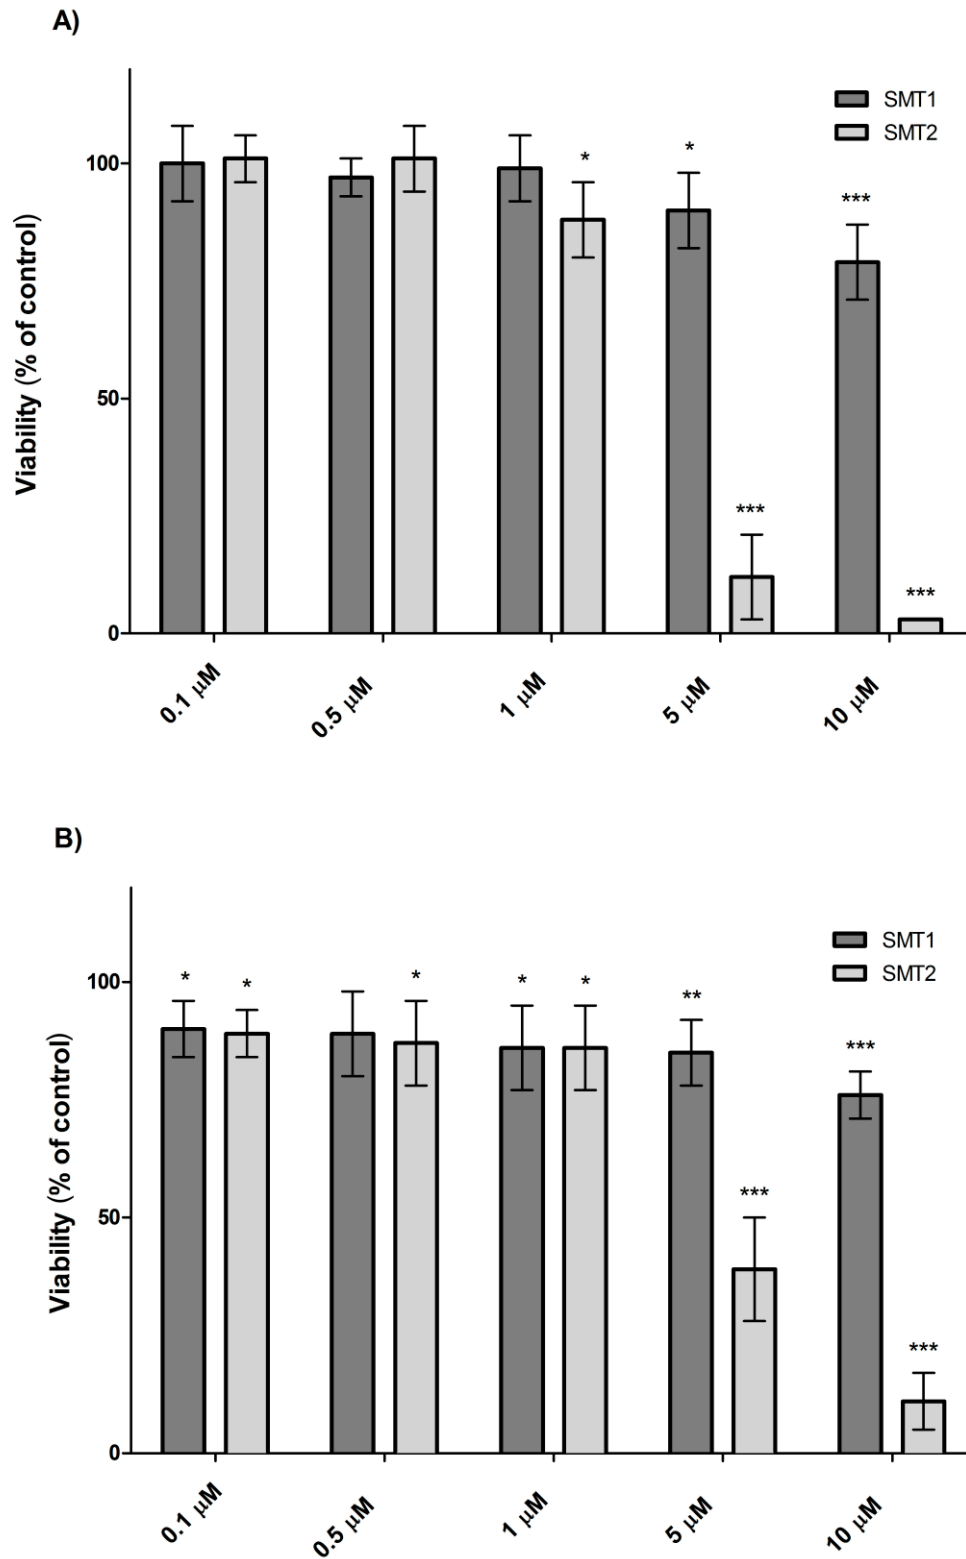 A)
SMT1
SMT2
Viability (% of control)
100
50
0
*
*
***
***
***
0.1 μM
0.5 μM
1 μM
5 μM
10 μM
B)
SMT1
SMT2
Viability (% of control)
100
50
0
*
*
*
*
*
**
***
***
***
0.1 μM
0.5 μM
1 μM
5 μM
10 μM